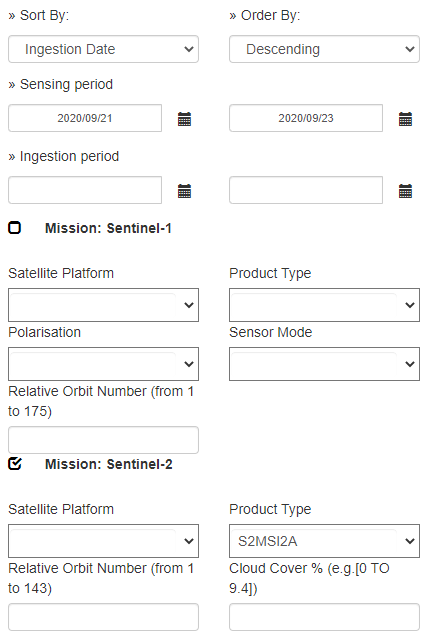 » Sort By:
» Order By:
Ingestion Date
Descending
» Sensing period
2020/09/21
2020/09/23
» Ingestion period
Mission: Sentinel-1
Satellite Platform
Product Type
Polarisation
Sensor Mode
Relative Orbit Number (from 1
to 175)
Mission: Sentinel-2
Satellite Platform
Product Type
S2MSI2A
Relative Orbit Number (from 1
to 143)
Cloud Cover % (e.g.[0 TO
9.4])